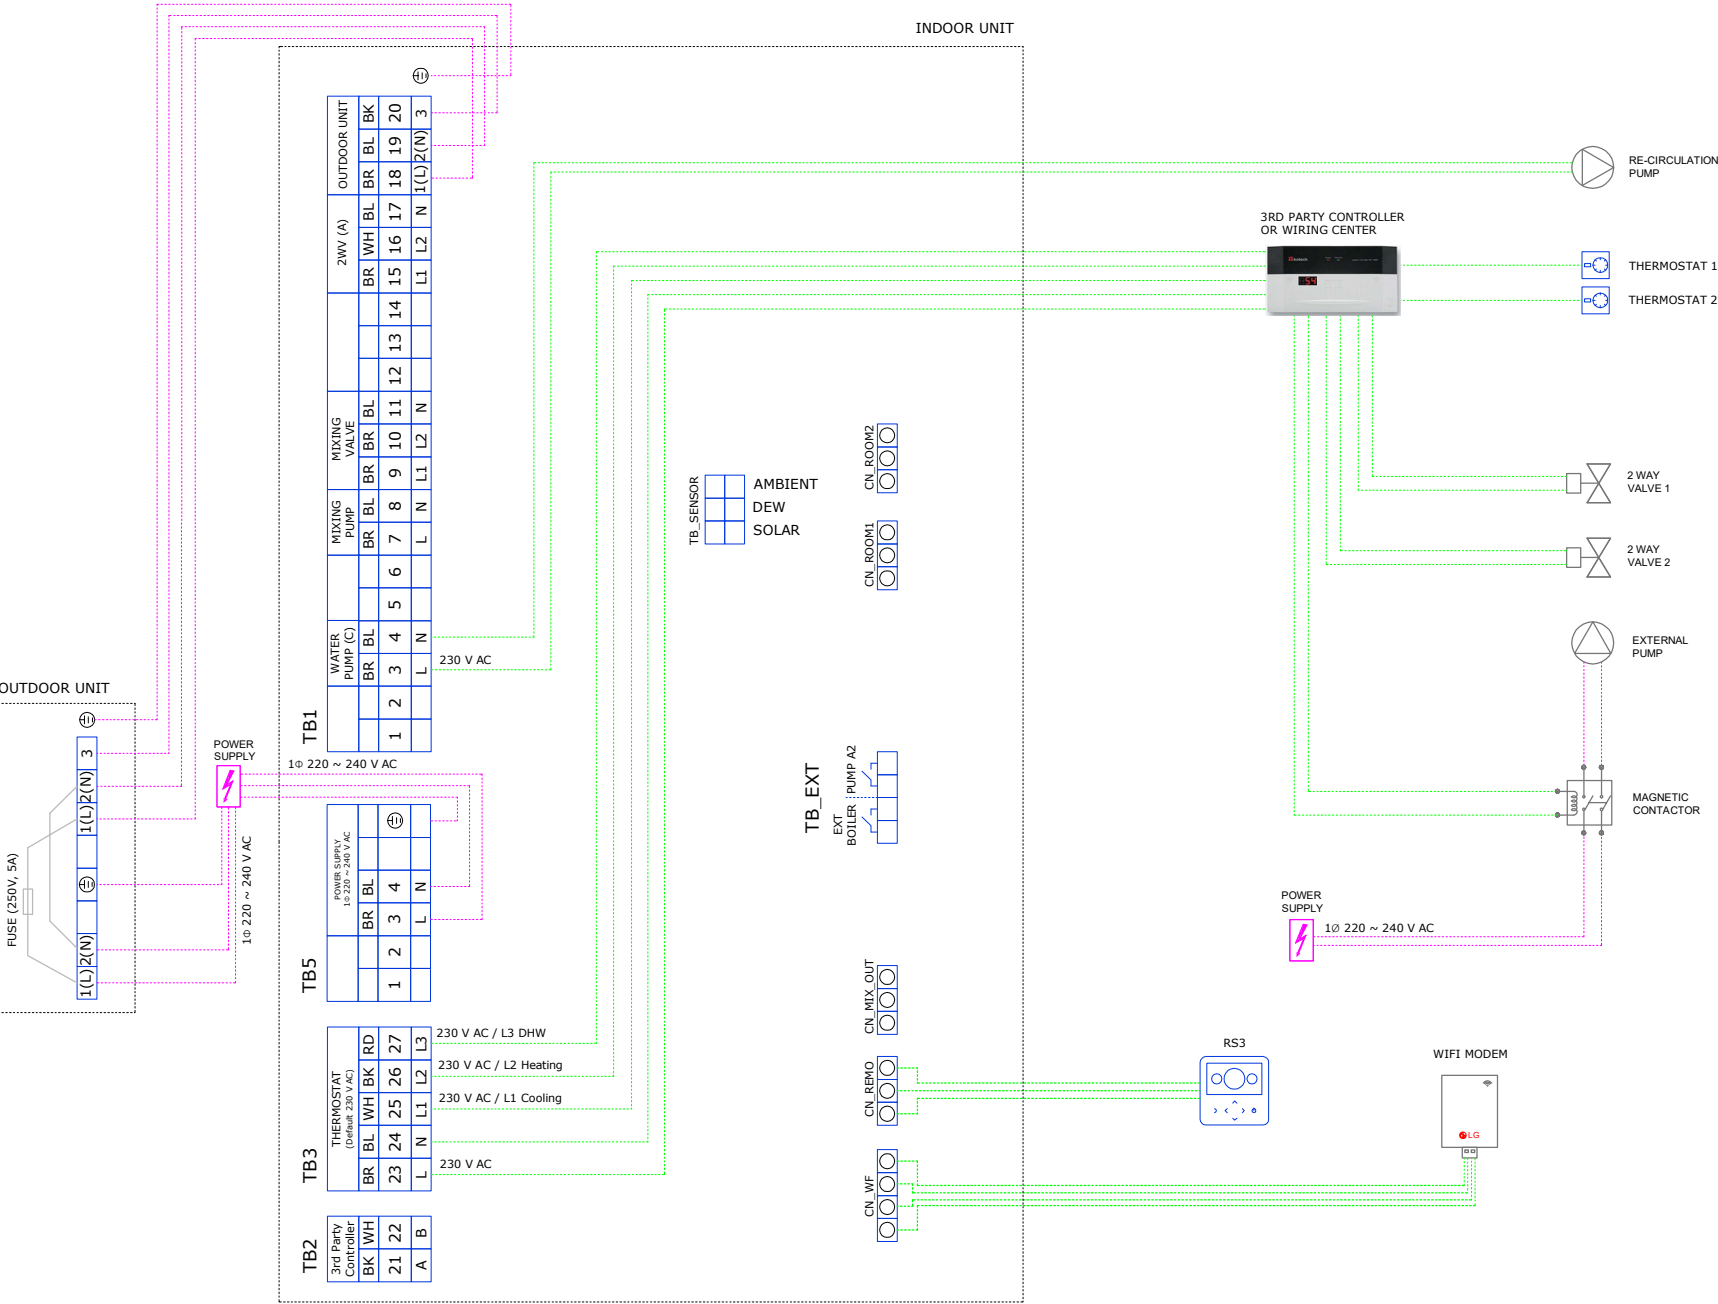 INDOOR UNIT
OUTDOOR UNIT
BK
20
3
BL
19
2(N)
BR
18
1(L)
2WV (A)
BL
17
N
WH
16
L2
BR
15
L1
14
13
12
MIXING
VALVE
BL
11
N
BR
10
L2
BR
9
L1
MIXING
PUMP
BL
8
N
BR
7
L
6
5
WATER
PUMP (C)
BL
4
N
BR
3
L
230 V AC
2
1
TB1
OUTDOOR UNIT
3
2(N)
1(L)
2(N)
1(L)
FUSE (250V, 5A)
POWER
SUPPLY
1Φ 220 ~ 240 V AC
1Φ 220 ~ 240 V AC
POWER SUPPLY
1Φ 220 ~ 240 V AC
BL
4
N
BR
3
L
2
1
TB5
THERMOSTAT
(Default 230 V AC)
RD
27
L3
230 V AC / L3 DHW
BK
26
L2
230 V AC / L2 Heating
WH
25
L1
230 V AC / L1 Cooling
BL
24
N
BR
23
L
230 V AC
TB3
3rd Party
Controller
WH
22
B
BK
21
A
TB2
TB_SENSOR
AMBIENT
DEW
SOLAR
CN_ROOM2
CN_ROOM1
TB_EXT
PUMP A2
EXT
BOILER
CN_MIX_OUT
CN_REMO
CN_WF
RE-CIRCULATION
PUMP
3RD PARTY CONTROLLER
OR WIRING CENTER
54
THERMOSTAT 1
THERMOSTAT 2
2 WAY
VALVE 1
2 WAY
VALVE 2
EXTERNAL
PUMP
MAGNETIC
CONTACTOR
POWER
SUPPLY
1Ø 220 ~ 240 V AC
RS3
WIFI MODEM
LG